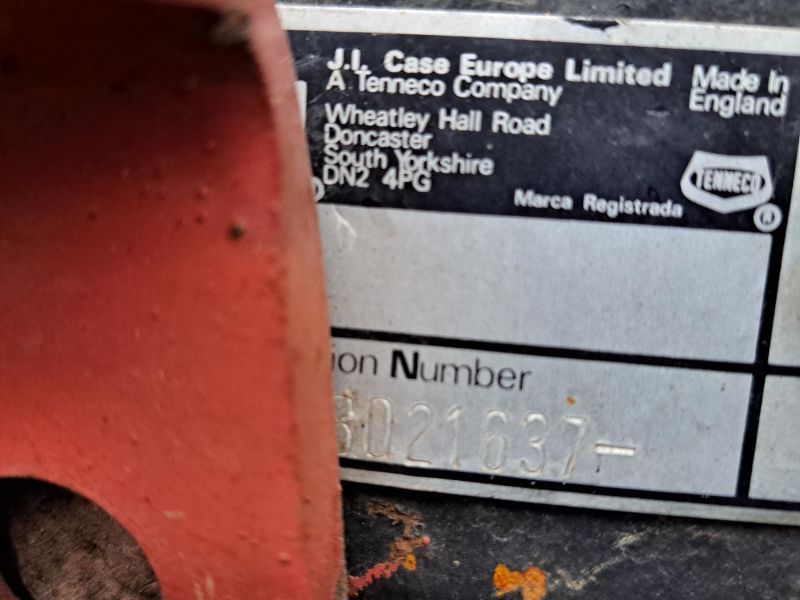 J.I. Case Europe Limited
A Tenneco Company
Made In
England
Wheatley Hall Road
Doncaster
South Yorkshire
DN2 4PG
TENNECO
Marca Registrada
ion Number
8021637-